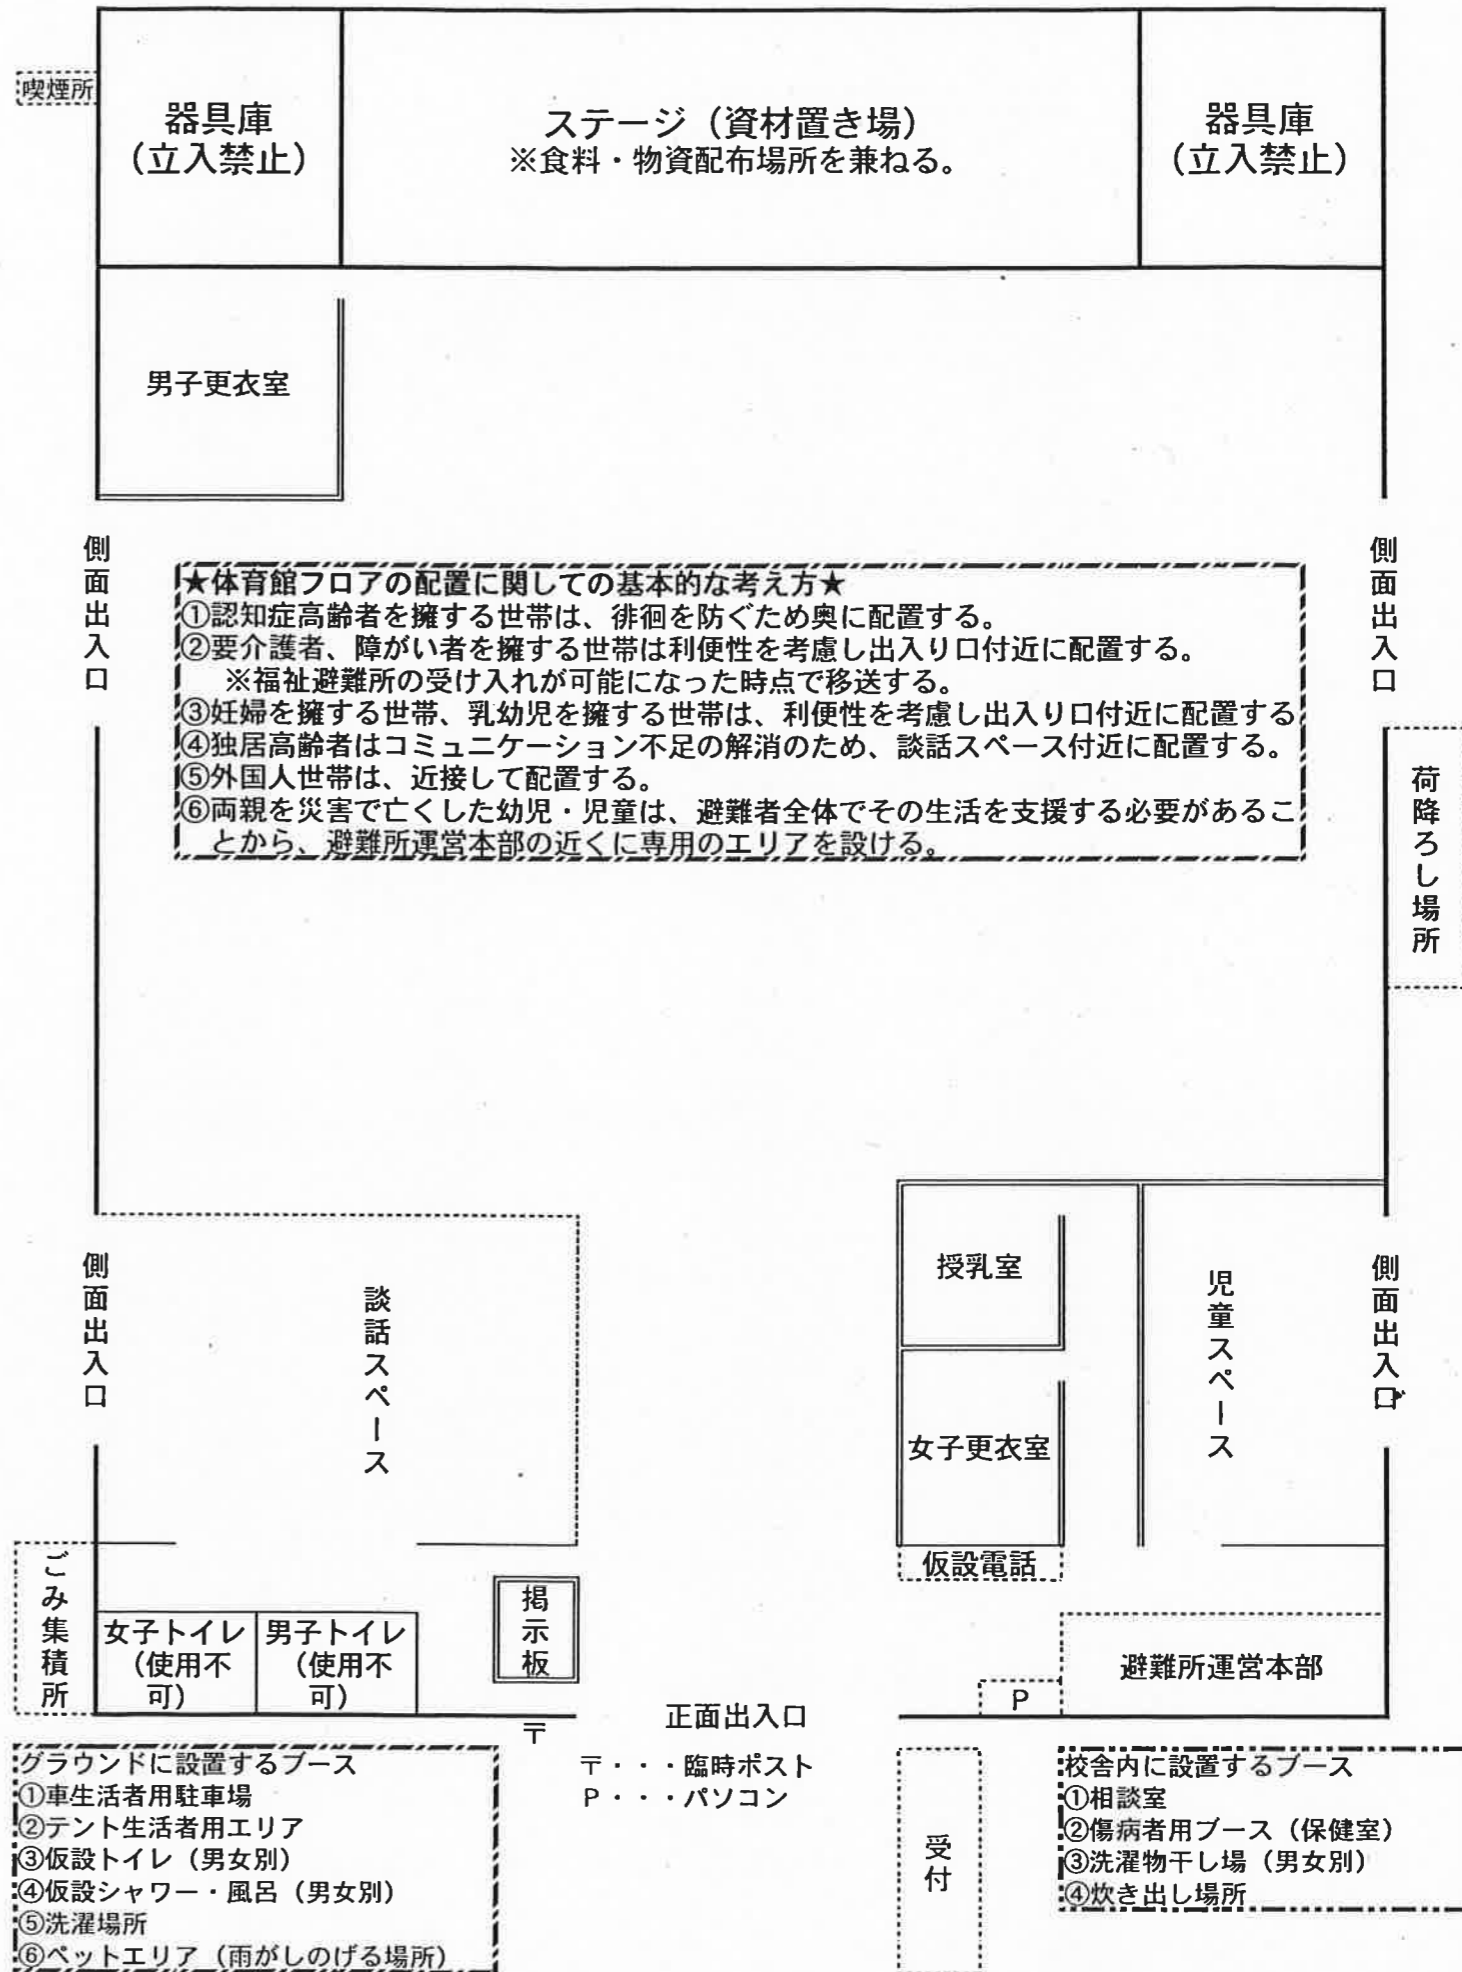 喫煙所
器具庫
（立入禁止）
ステージ（資材置き場）
※食料・物資配布場所を兼ねる。
器具庫
（立入禁止）
男子更衣室
側面出入口
側面出入口
★体育館フロアの配置に関しての基本的な考え方★
①認知症高齢者を擁する世帯は、徘徊を防ぐため奥に配置する。
②要介護者、障がい者を擁する世帯は利便性を考慮し出入り口付近に配置する。
※福祉避難所の受け入れが可能になった時点で移送する。
③妊婦を擁する世帯、乳幼児を擁する世帯は、利便性を考慮し出入り口付近に配置する
④独居高齢者はコミュニケーション不足の解消のため、談話スペース付近に配置する。
⑤外国人世帯は、近接して配置する。
⑥両親を災害で亡くした幼児・児童は、避難者全体でその生活を支援する必要があるこ
とから、避難所運営本部の近くに専用のエリアを設ける。
荷降ろし場所
側面出入口
談話スペース
授乳室
児童スペース
側面出入口
女子更衣室
仮設電話
ごみ集積所
女子トイレ
（使用不
可）
男子トイレ
（使用不
可）
掲示板
避難所運営本部
P
正面出入口
〒
〒・・・臨時ポスト
P・・・パソコン
グラウンドに設置するブース
①車生活者用駐車場
②テント生活者用エリア
③仮設トイレ（男女別）
④仮設シャワー・風呂（男女別）
⑤洗濯場所
⑥ペットエリア（雨がしのげる場所）
受付
校舎内に設置するブース
①相談室
②傷病者用ブース（保健室）
③洗濯物干し場（男女別）
④炊き出し場所